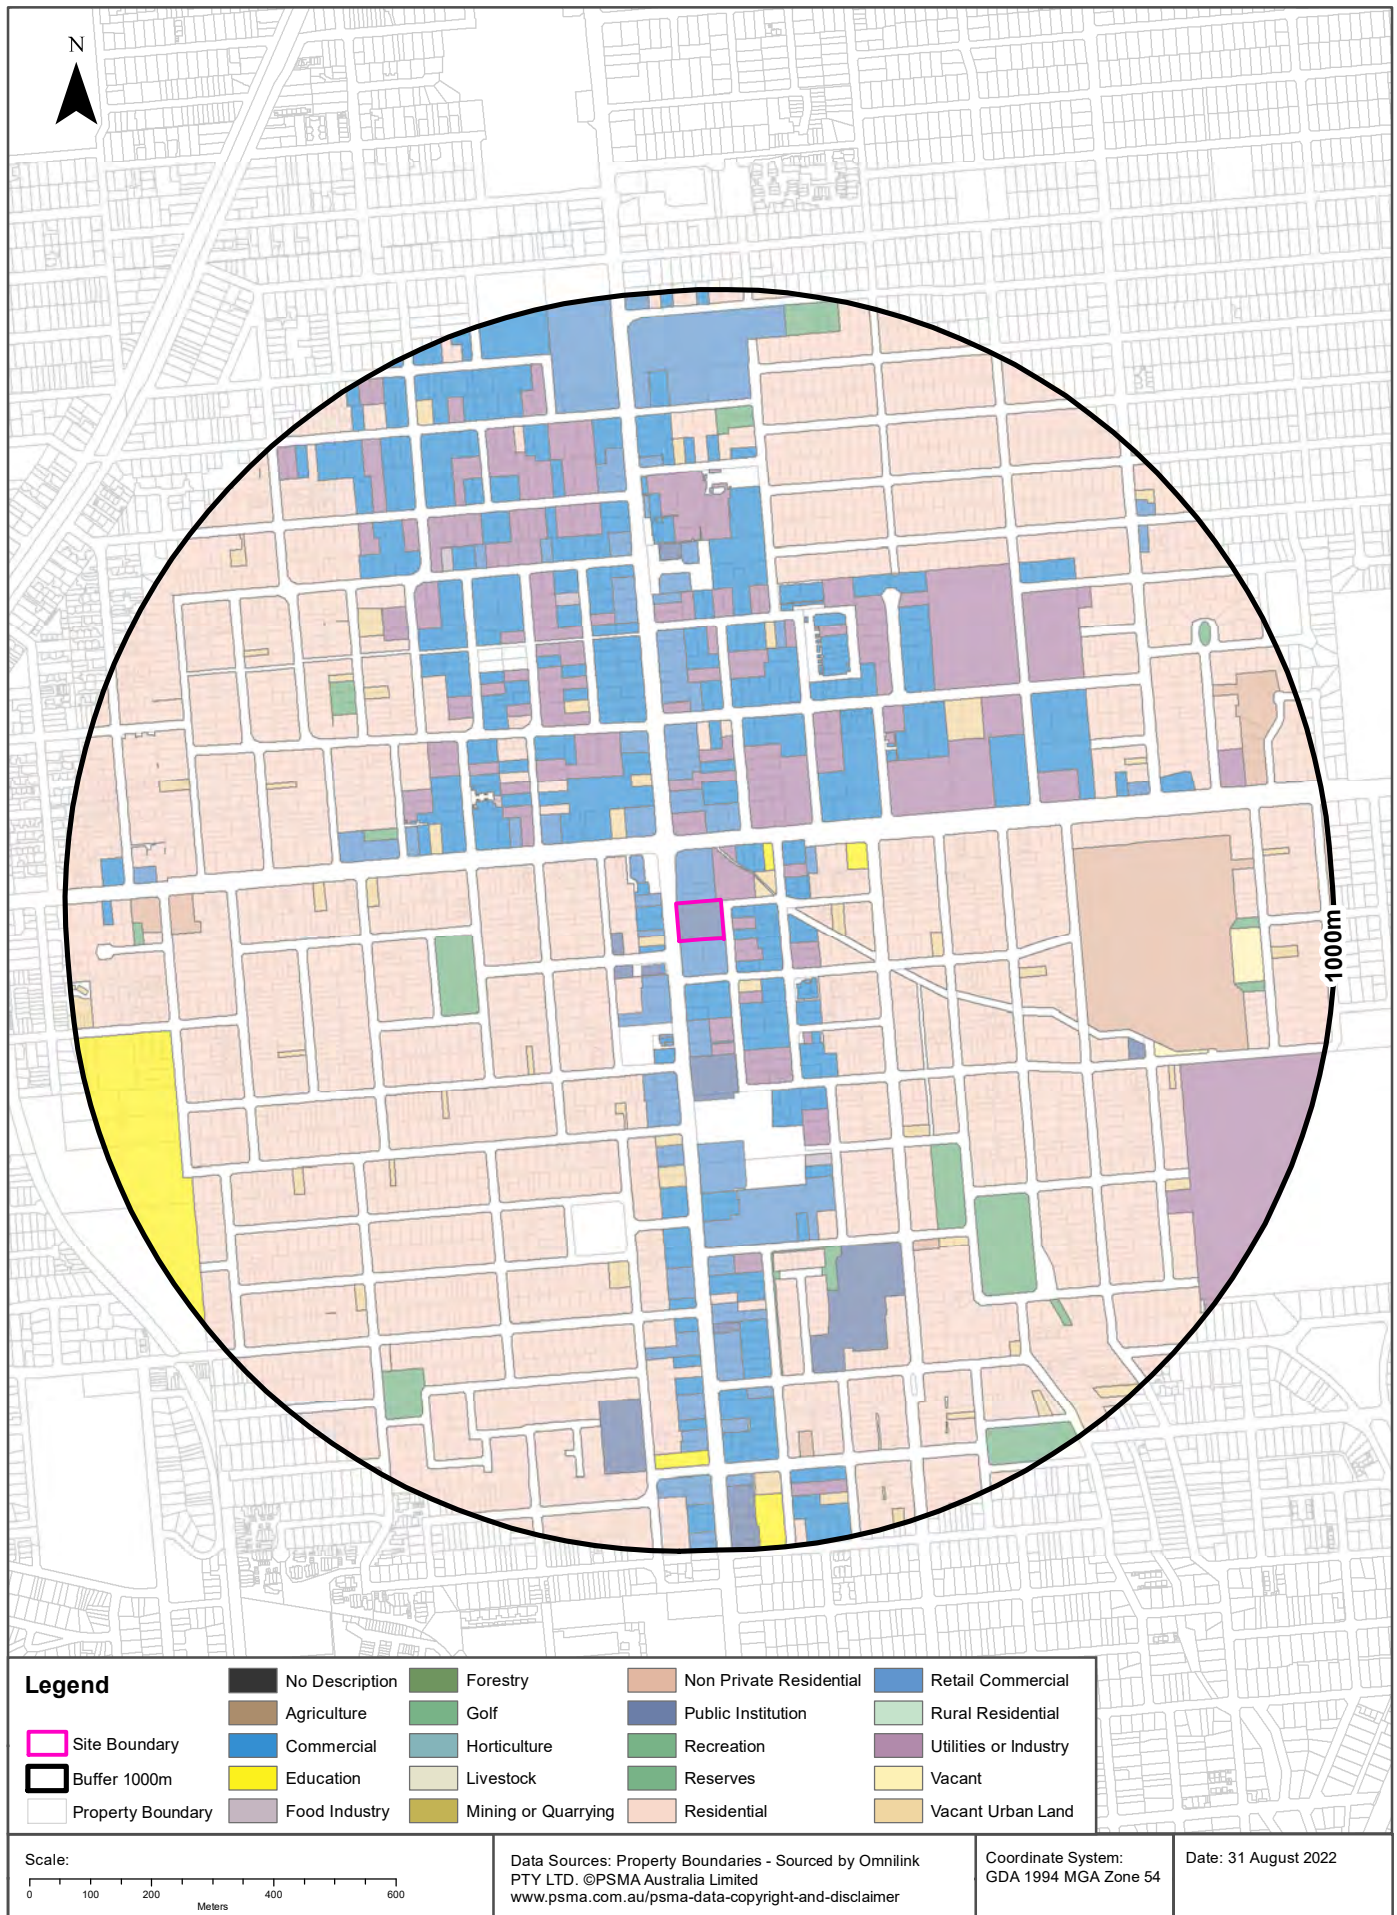 N
1000m
Legend
Site Boundary
Buffer 1000m
Property Boundary
No Description
Agriculture
Commercial
Education
Food Industry
Forestry
Golf
Horticulture
Livestock
Mining or Quarrying
Non Private Residential
Public Institution
Recreation
Reserves
Residential
Retail Commercial
Rural Residential
Utilities or Industry
Vacant
Vacant Urban Land
Scale:
0 100 200 400 600
Meters
Data Sources: Property Boundaries - Sourced by Omnilink
PTY LTD. ©PSMA Australia Limited
www.psma.com.au/psma-data-copyright-and-disclaimer
Coordinate System:
GDA 1994 MGA Zone 54
Date: 31 August 2022